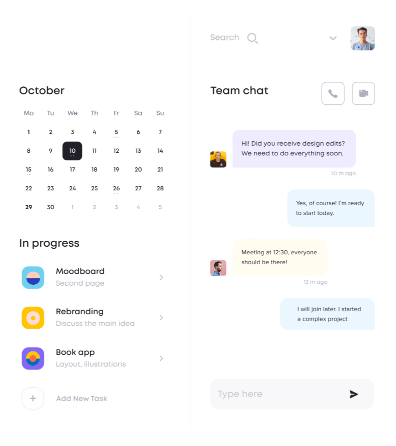 Search
October
Mo Tu We Th Fr Sa Su
1 2 3 4 5 6 7
8 9 10 11 12 13 14
15 16 17 18 19 20 21
22 23 24 25 26 27 28
29 30 1 2 3 4 5
In progress
Moodboard
Second page
Rebranding
Discuss the main idea
Book app
Layout, illustrations
+ Add New Task
Team chat
Hi! Did you receive design edits?
We need to do everything soon.
20 m ago
Yes, of course! I'm ready
to start today.
Meeting at 12:30, everyone
should be there!
12 m ago
I will join later. I started
a complex project
Type here